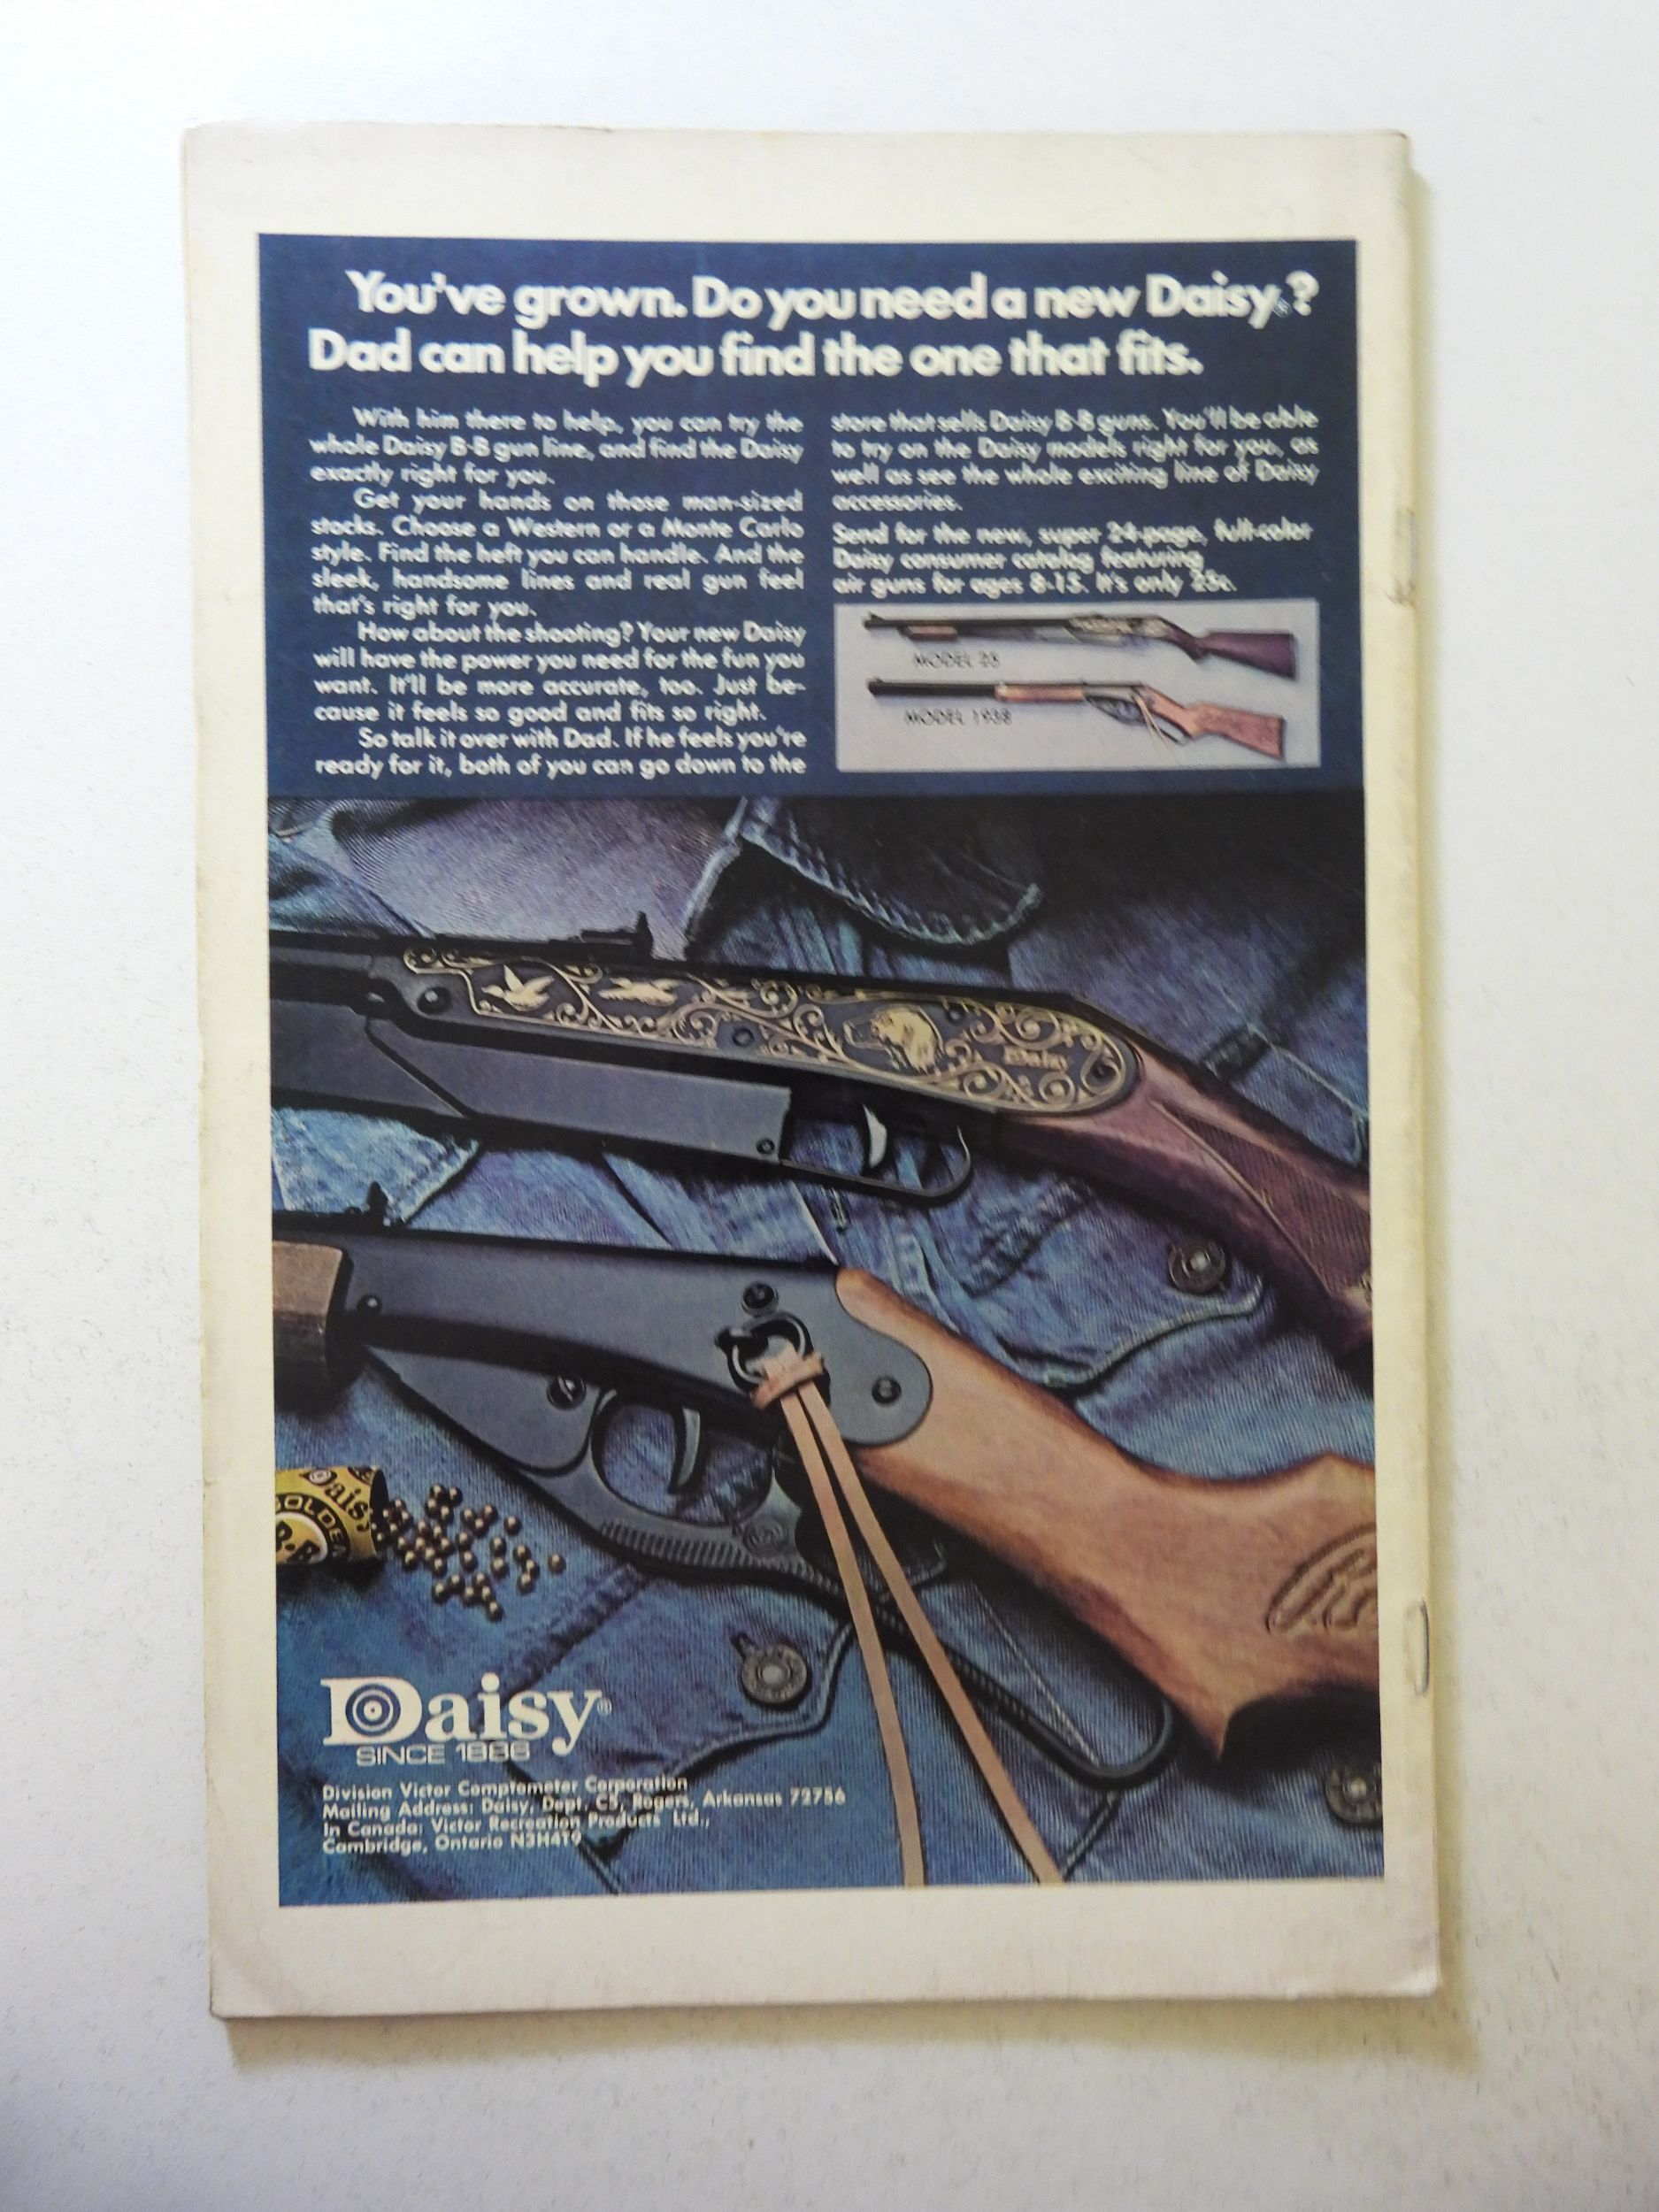 You've grown. Do you need a new Daisy®?
Dad can help you find the one that fits.
With him there to help, you can try the
whole Daisy B-B gun line, and find the Daisy
exactly right for you.
Get your hands on those man-sized
stocks. Choose a Western or a Monte Carlo
style. Find the heft you can handle. And the
sleek, handsome lines and real gun feel
that's right for you.
How about the shooting? Your new Daisy
will have the power you need for the fun you
want. It'll be more accurate, too. Just be-
cause it feels so good and fits so right.
So talk it over with Dad. If he feels you're
ready for it, both of you can go down to the
store that sells Daisy B-B guns. You'll be able
to try on the Daisy models right for you, as
well as see the whole exciting line of Daisy
accessories.
Send for the new, super 24-page, full-color
Daisy consumer catalog featuring
air guns for ages 8-15. It's only 25c.
MODEL 25
MODEL 1938
Daisy
Daisy
GOLDEN
B-B
Daisy®
SINCE 1886
Division Victor Comptometer Corporation
Mailing Address: Daisy, Dept. C5, Rogers, Arkansas 72756
In Canada: Victor Recreation Products Ltd.,
Cambridge, Ontario N3H4T9